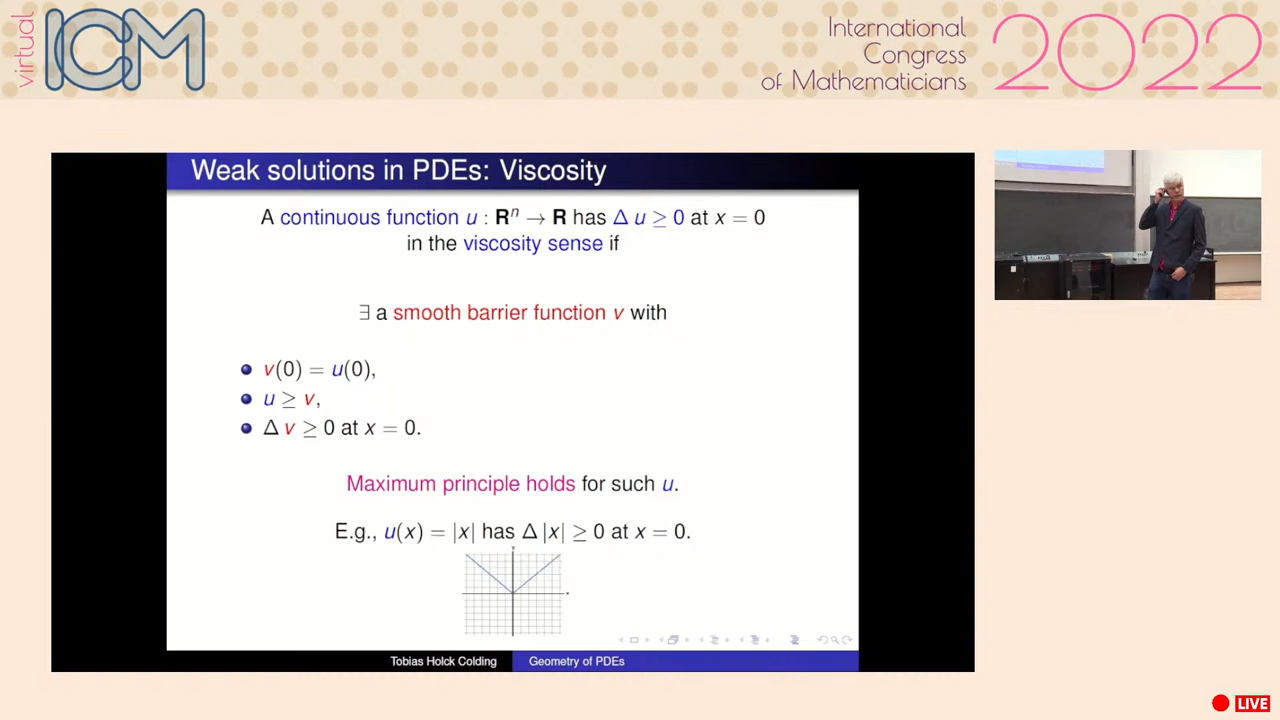 virtual
ICM
International
Congress
of Mathematicians
2022
Weak solutions in PDEs: Viscosity
A continuous function u : Rⁿ → R has Δ u ≥ 0 at x = 0
in the viscosity sense if
∃ a smooth barrier function v with
v(0) = u(0),
u ≥ v,
Δ v ≥ 0 at x = 0.
Maximum principle holds for such u.
E.g., u(x) = |x| has Δ |x| ≥ 0 at x = 0.
Tobias Holck Colding
Geometry of PDEs
LIVE